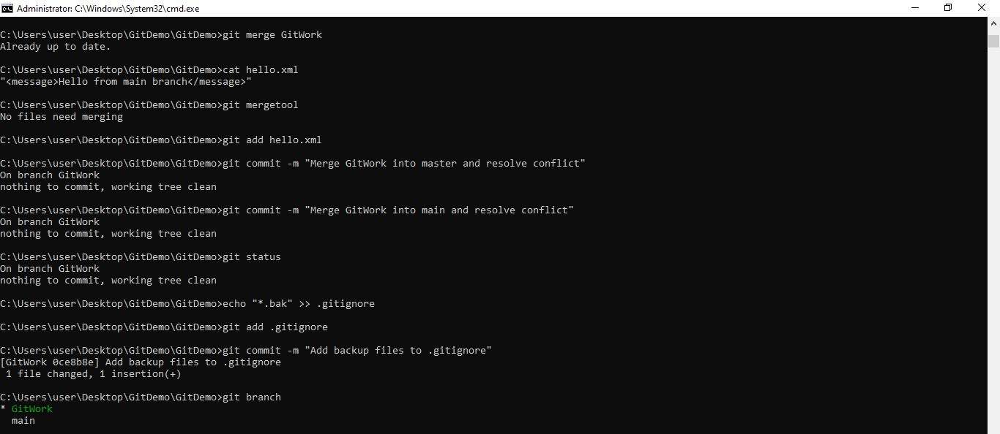 Administrator: C:\Windows\System32\cmd.exe
C:\Users\user\Desktop\GitDemo\GitDemo>git merge GitWork
Already up to date.
C:\Users\user\Desktop\GitDemo\GitDemo>cat hello.xml
"<message>Hello from main branch</message>"
C:\Users\user\Desktop\GitDemo\GitDemo>git mergetool
No files need merging
C:\Users\user\Desktop\GitDemo\GitDemo>git add hello.xml
C:\Users\user\Desktop\GitDemo\GitDemo>git commit -m "Merge GitWork into master and resolve conflict"
On branch GitWork
nothing to commit, working tree clean
C:\Users\user\Desktop\GitDemo\GitDemo>git commit -m "Merge GitWork into main and resolve conflict"
On branch GitWork
nothing to commit, working tree clean
C:\Users\user\Desktop\GitDemo\GitDemo>git status
On branch GitWork
nothing to commit, working tree clean
C:\Users\user\Desktop\GitDemo\GitDemo>echo "*.bak" >> .gitignore
C:\Users\user\Desktop\GitDemo\GitDemo>git add .gitignore
C:\Users\user\Desktop\GitDemo\GitDemo>git commit -m "Add backup files to .gitignore"
[GitWork 0ce8b8e] Add backup files to .gitignore
 1 file changed, 1 insertion(+)
C:\Users\user\Desktop\GitDemo\GitDemo>git branch
* GitWork
  main